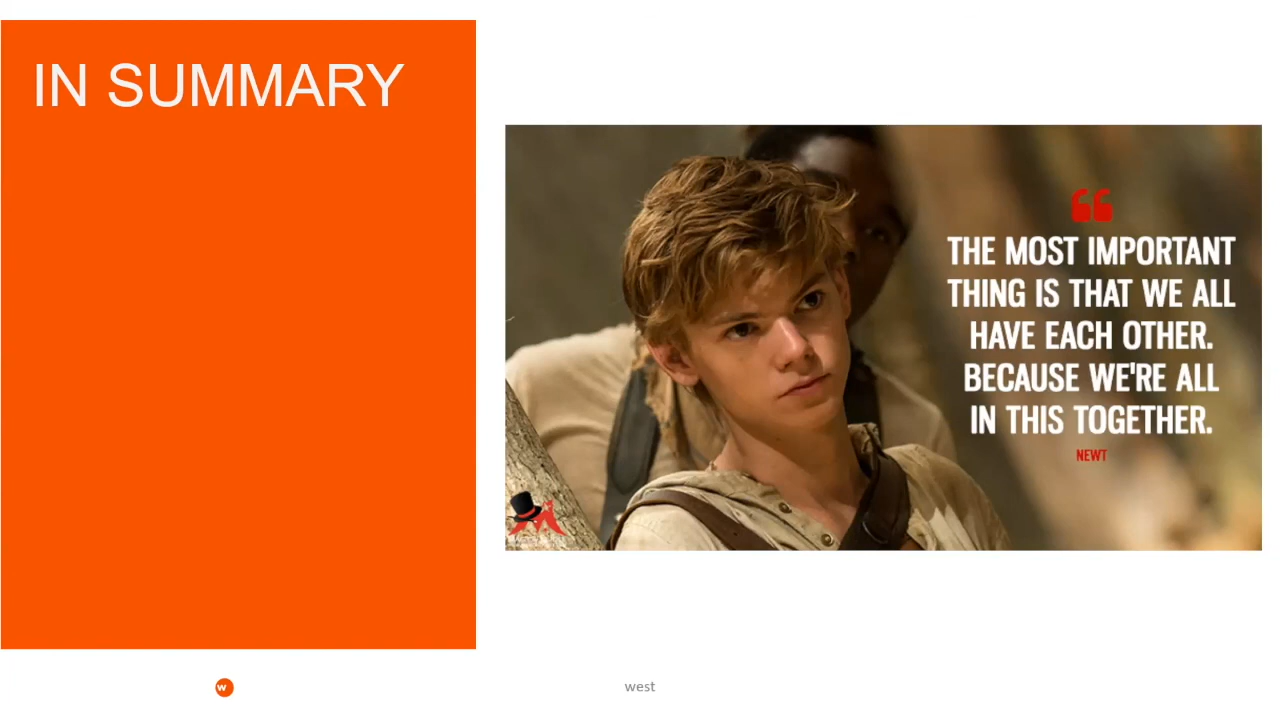 IN SUMMARY
THE MOST IMPORTANT
THING IS THAT WE ALL
HAVE EACH OTHER.
BECAUSE WE'RE ALL
IN THIS TOGETHER.
NEWT
w
west